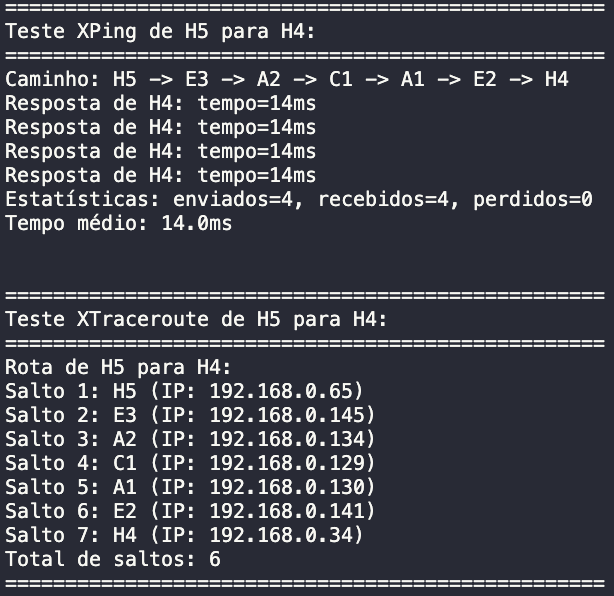 ==================================================
Teste XPing de H5 para H4:
==================================================
Caminho: H5 -> E3 -> A2 -> C1 -> A1 -> E2 -> H4
Resposta de H4: tempo=14ms
Resposta de H4: tempo=14ms
Resposta de H4: tempo=14ms
Resposta de H4: tempo=14ms
Estatísticas: enviados=4, recebidos=4, perdidos=0
Tempo médio: 14.0ms
==================================================
Teste XTraceroute de H5 para H4:
==================================================
Rota de H5 para H4:
Salto 1: H5 (IP: 192.168.0.65)
Salto 2: E3 (IP: 192.168.0.145)
Salto 3: A2 (IP: 192.168.0.134)
Salto 4: C1 (IP: 192.168.0.129)
Salto 5: A1 (IP: 192.168.0.130)
Salto 6: E2 (IP: 192.168.0.141)
Salto 7: H4 (IP: 192.168.0.34)
Total de saltos: 6
==================================================